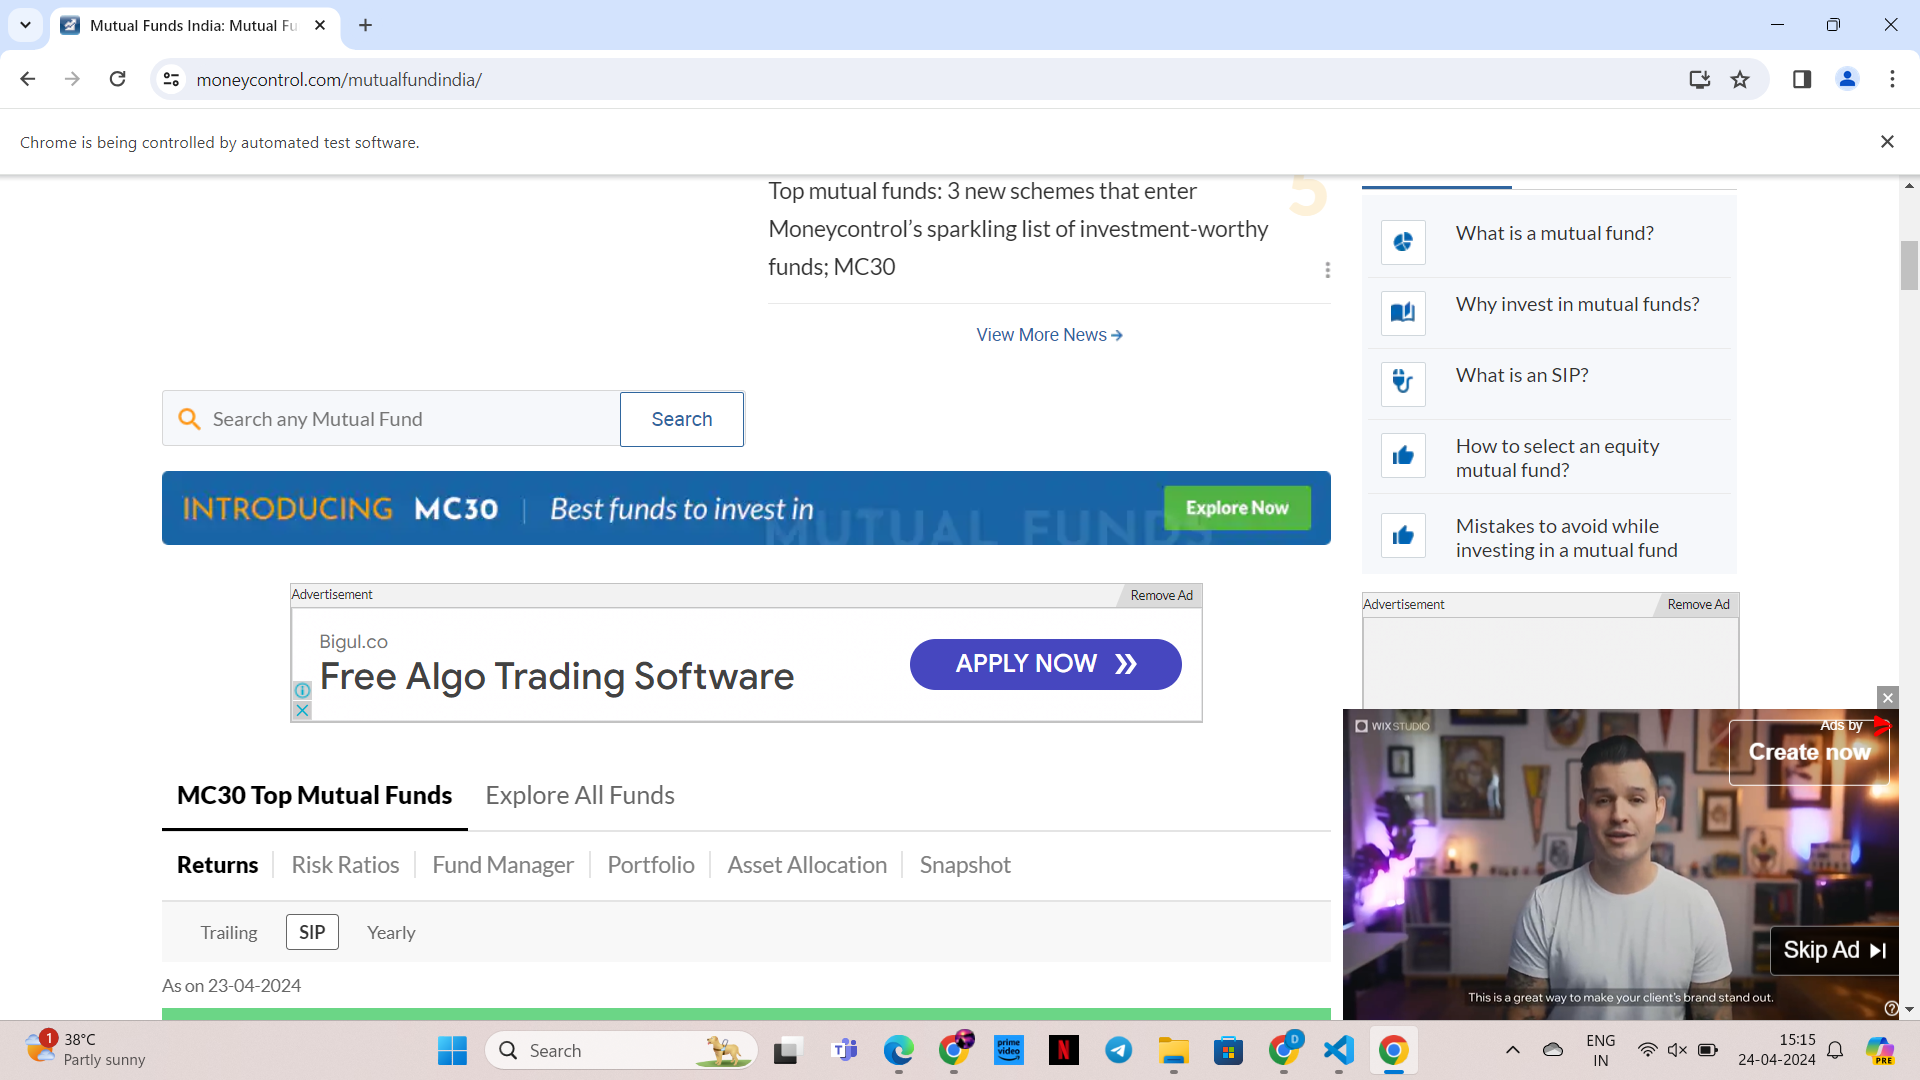 Mutual Funds India: Mutual Fu
moneycontrol.com/mutualfundindia/
Chrome is being controlled by automated test software.
Top mutual funds: 3 new schemes that enter
Moneycontrol’s sparkling list of investment-worthy
funds; MC30
5
View More News
Search any Mutual Fund
Search
INTRODUCING MC30 | Best funds to invest in
MUTUAL FUNDS
Explore Now
Advertisement
Remove Ad
Bigul.co
Free Algo Trading Software
APPLY NOW
MC30 Top Mutual Funds
Explore All Funds
Returns
Risk Ratios
Fund Manager
Portfolio
Asset Allocation
Snapshot
Trailing
SIP
Yearly
As on 23-04-2024
What is a mutual fund?
Why invest in mutual funds?
What is an SIP?
How to select an equity
mutual fund?
Mistakes to avoid while
investing in a mutual fund
Advertisement
Remove Ad
WIX STUDIO
Ads by
Create now
Skip Ad
This is a great way to make your client's brand stand out.
1
38°C
Partly sunny
Search
prime
video
N
D
ENG
IN
15:15
24-04-2024
PRE